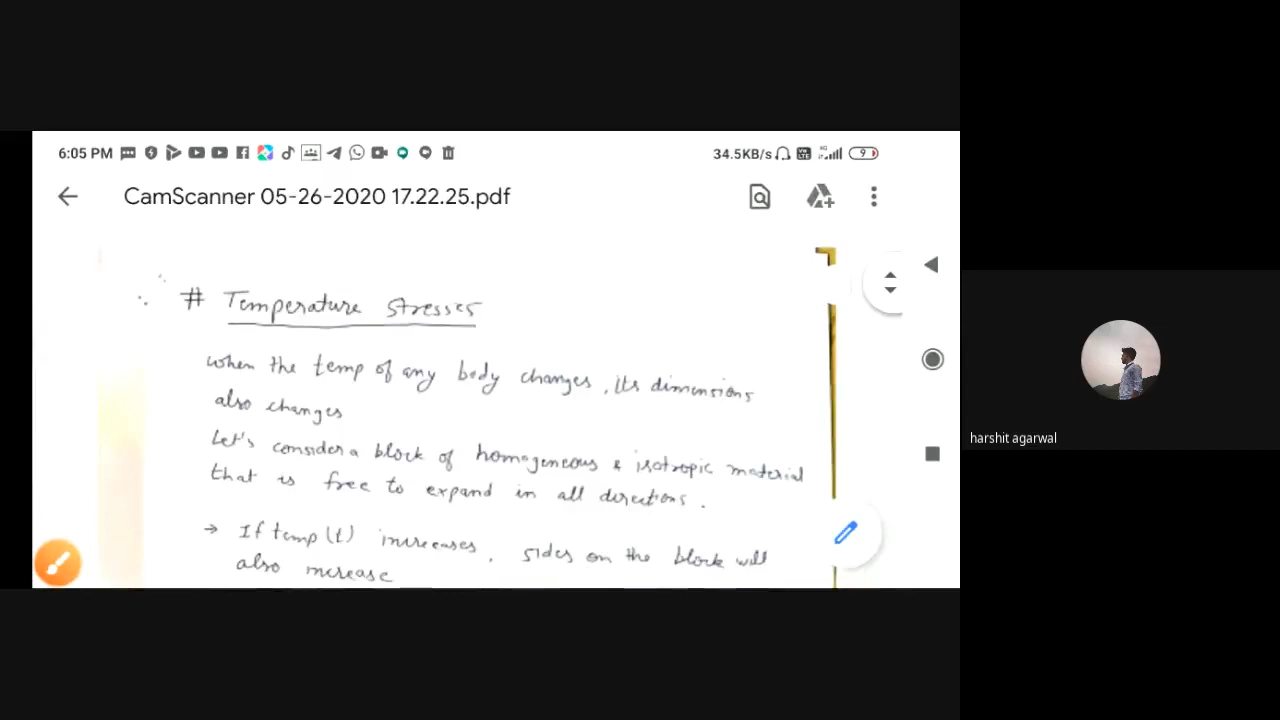 6:05 PM
34.5KB/s
9
CamScanner 05-26-2020 17.22.25.pdf
# Temperature Stresses
when the temp of any body changes, its dimensions
also changes
Let's consider a block of homogeneous & isotropic material
that is free to expand in all directions.
→ If temp (t) increases, sides on the block will
also increase
harshit agarwal